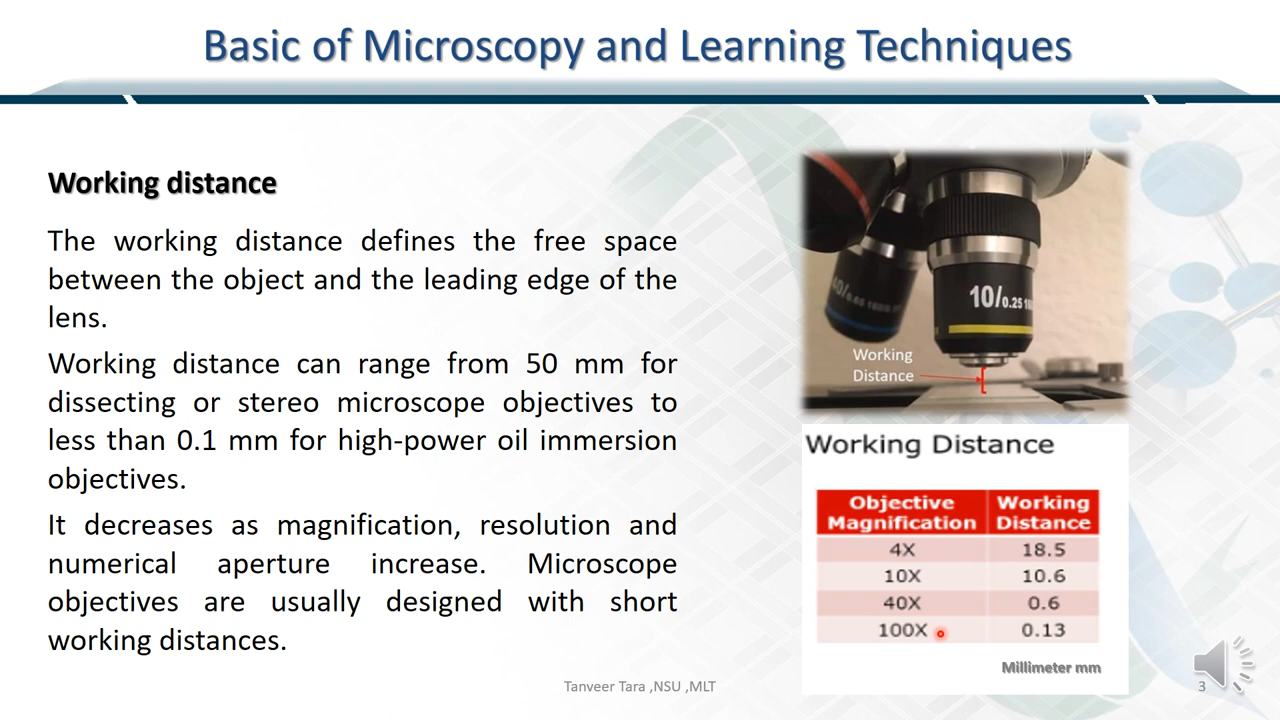 Basic of Microscopy and Learning Techniques
Working distance
The working distance defines the free space
between the object and the leading edge of the
lens.
Working distance can range from 50 mm for
dissecting or stereo microscope objectives to
less than 0.1 mm for high-power oil immersion
objectives.
It decreases as magnification, resolution and
numerical aperture increase. Microscope
objectives are usually designed with short
working distances.
10/0.25
Working
Distance
Working Distance
Objective Magnification Working Distance
4X 18.5
10X 10.6
40X 0.6
100X 0.13
Millimeter mm
Tanveer Tara ,NSU ,MLT
3